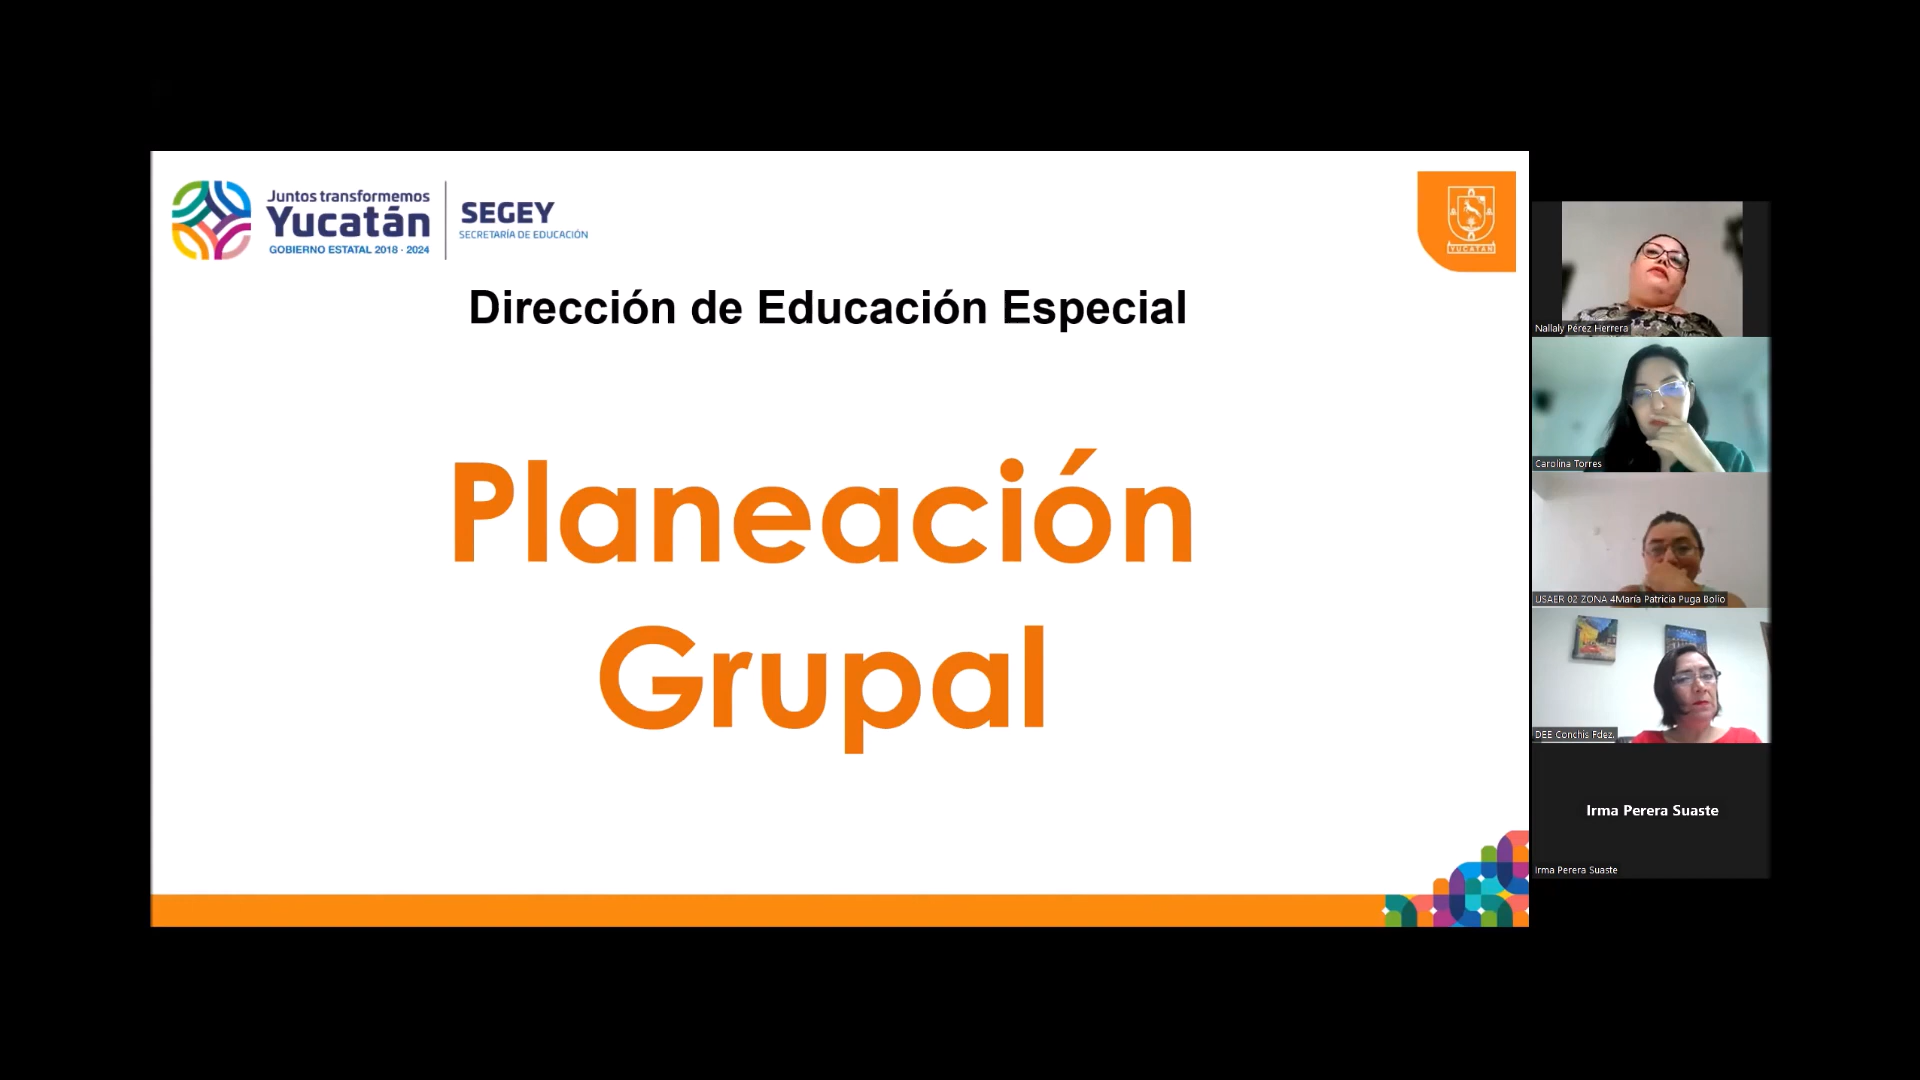 Juntos transformemos
Yucatán
GOBIERNO ESTATAL 2018 · 2024
SEGEY
SECRETARÍA DE EDUCACIÓN
YUCATÁN
Dirección de Educación Especial
Planeación
Grupal
Nallaly Pérez Herrera
Carolina Torres
USAER 02 ZONA 4María Patricia Puga Bolio
DEE Conchis Fdez.
Irma Perera Suaste
Irma Perera Suaste